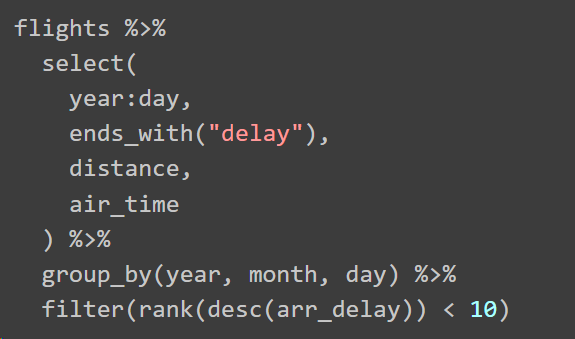 flights %>%
  select(
    year:day,
    ends_with("delay"),
    distance,
    air_time
  ) %>%
  group_by(year, month, day) %>%
  filter(rank(desc(arr_delay)) < 10)